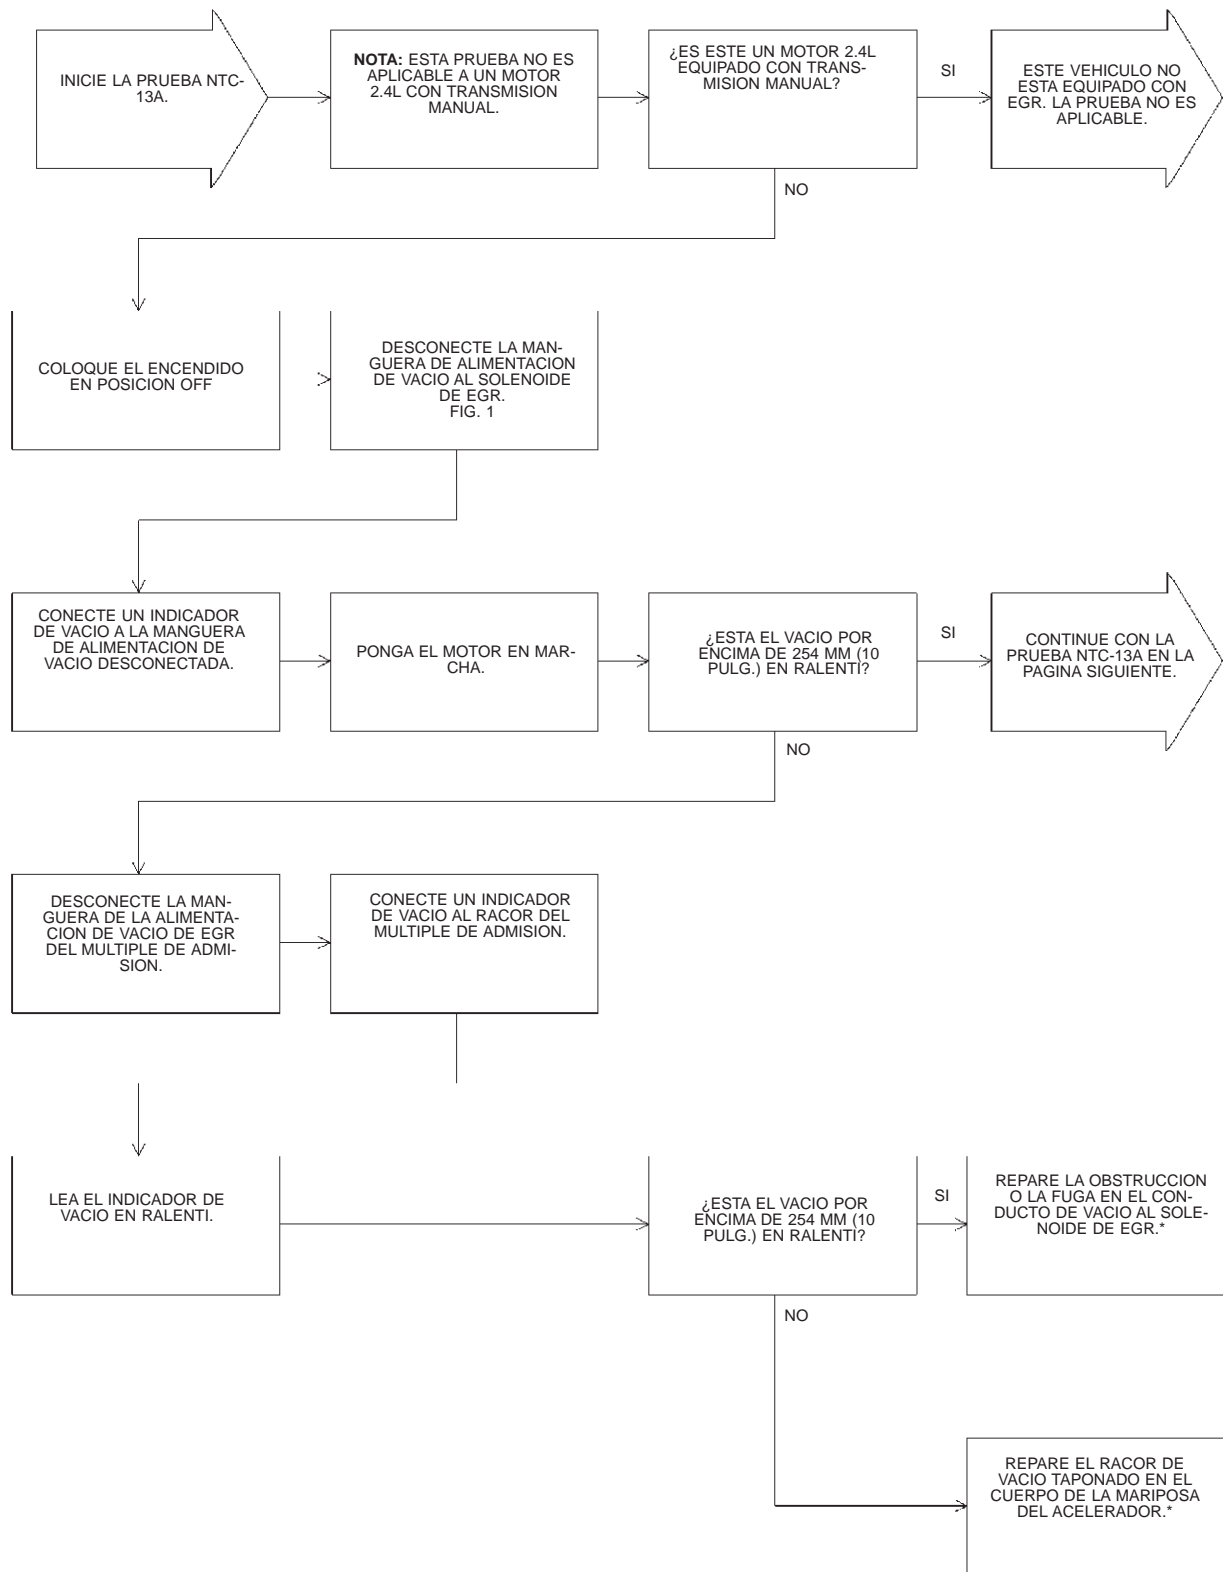 INICIE LA PRUEBA NTC-
13A.
NOTA: ESTA PRUEBA NO ES
APLICABLE A UN MOTOR
2.4L CON TRANSMISION
MANUAL.
¿ES ESTE UN MOTOR 2.4L
EQUIPADO CON TRANS-
MISION MANUAL?
SI
ESTE VEHICULO NO
ESTA EQUIPADO CON
EGR. LA PRUEBA NO ES
APLICABLE.
NO
COLOQUE EL ENCENDIDO
EN POSICION OFF
DESCONECTE LA MAN-
GUERA DE ALIMENTACION
DE VACIO AL SOLENOIDE
DE EGR.
FIG. 1
CONECTE UN INDICADOR
DE VACIO A LA MANGUERA
DE ALIMENTACION DE
VACIO DESCONECTADA.
PONGA EL MOTOR EN MAR-
CHA.
¿ESTA EL VACIO POR
ENCIMA DE 254 MM (10
PULG.) EN RALENTI?
SI
CONTINUE CON LA
PRUEBA NTC-13A EN LA
PAGINA SIGUIENTE.
NO
DESCONECTE LA MAN-
GUERA DE LA ALIMENTA-
CION DE VACIO DE EGR
DEL MULTIPLE DE ADMI-
SION.
CONECTE UN INDICADOR
DE VACIO AL RACOR DEL
MULTIPLE DE ADMISION.
LEA EL INDICADOR DE
VACIO EN RALENTI.
¿ESTA EL VACIO POR
ENCIMA DE 254 MM (10
PULG.) EN RALENTI?
SI
REPARE LA OBSTRUCCION
O LA FUGA EN EL CON-
DUCTO DE VACIO AL SOLE-
NOIDE DE EGR.*
NO
REPARE EL RACOR DE
VACIO TAPONADO EN EL
CUERPO DE LA MARIPOSA
DEL ACELERADOR.*